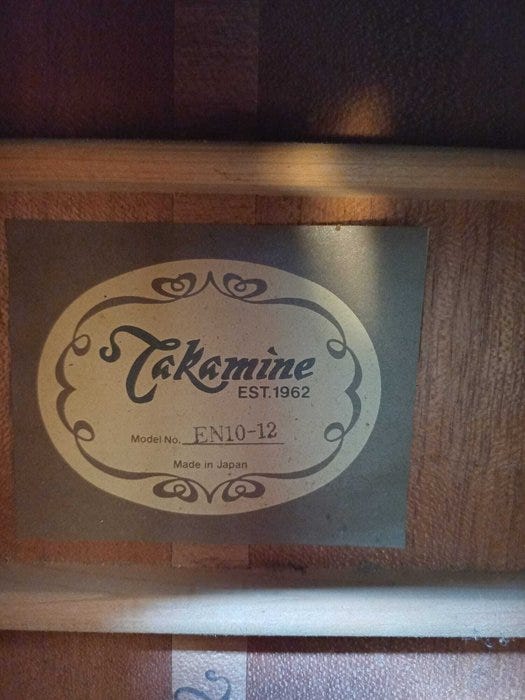 Takamine
EST.1962
Model No. EN10-12
Made in Japan